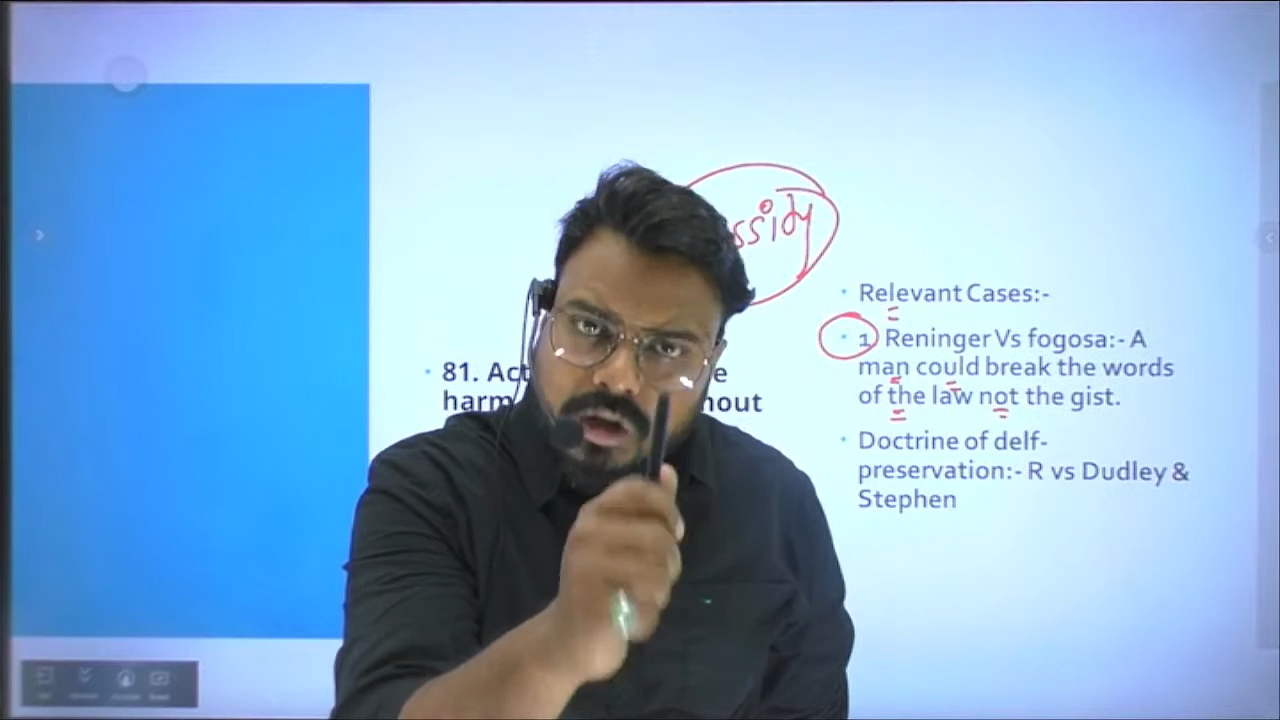 81. Act
harm
hout
Relevant Cases:-
1. Reninger Vs fogosa:- A
man could break the words
of the law not the gist.
Doctrine of delf-
preservation:- R vs Dudley &
Stephen